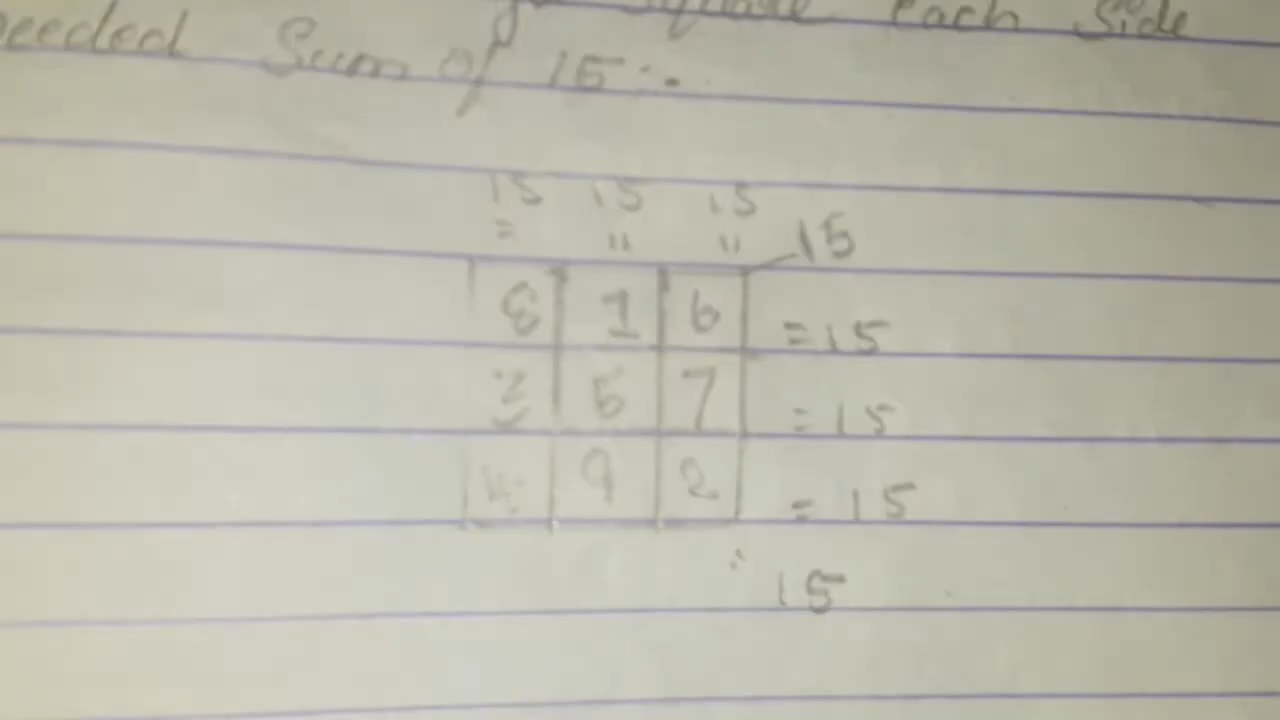 Square each Side
needed Sum of 15:-
15 15 15
= " " 15
8 1 6 =15
3 5 7 =15
4 9 2 =15
15